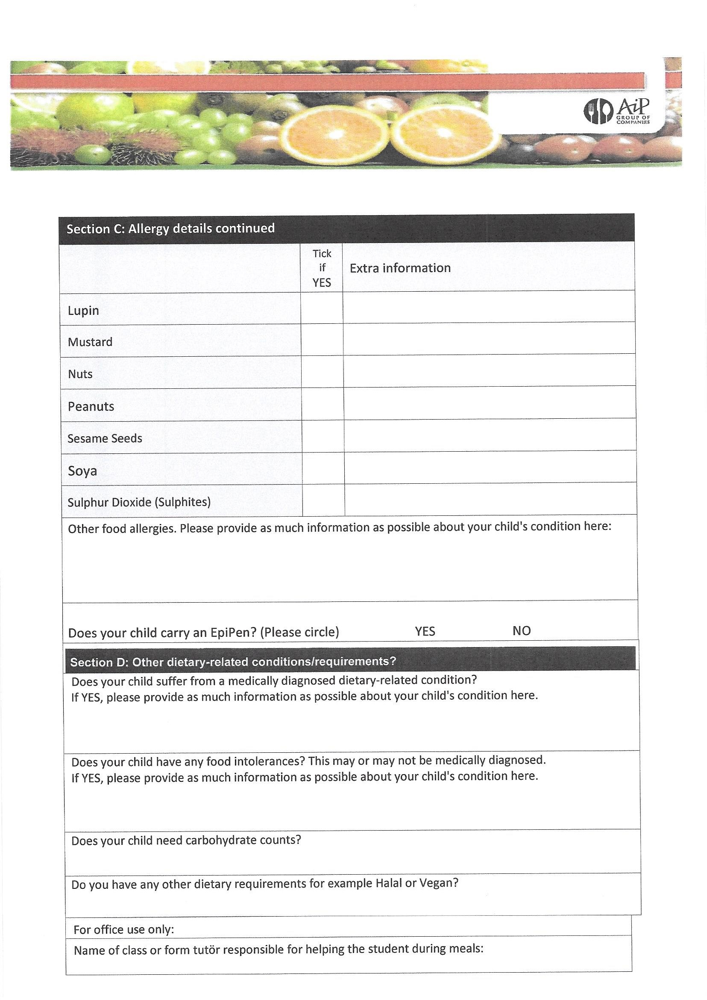 AiP
GROUP OF
COMPANIES
Section C: Allergy details continued
Tick
if
YES
Extra information
Lupin
Mustard
Nuts
Peanuts
Sesame Seeds
Soya
Sulphur Dioxide (Sulphites)
Other food allergies. Please provide as much information as possible about your child's condition here:
Does your child carry an EpiPen? (Please circle) YES NO
Section D: Other dietary-related conditions/requirements?
Does your child suffer from a medically diagnosed dietary-related condition?
If YES, please provide as much information as possible about your child's condition here.
Does your child have any food intolerances? This may or may not be medically diagnosed.
If YES, please provide as much information as possible about your child's condition here.
Does your child need carbohydrate counts?
Do you have any other dietary requirements for example Halal or Vegan?
For office use only:
Name of class or form tutör responsible for helping the student during meals: